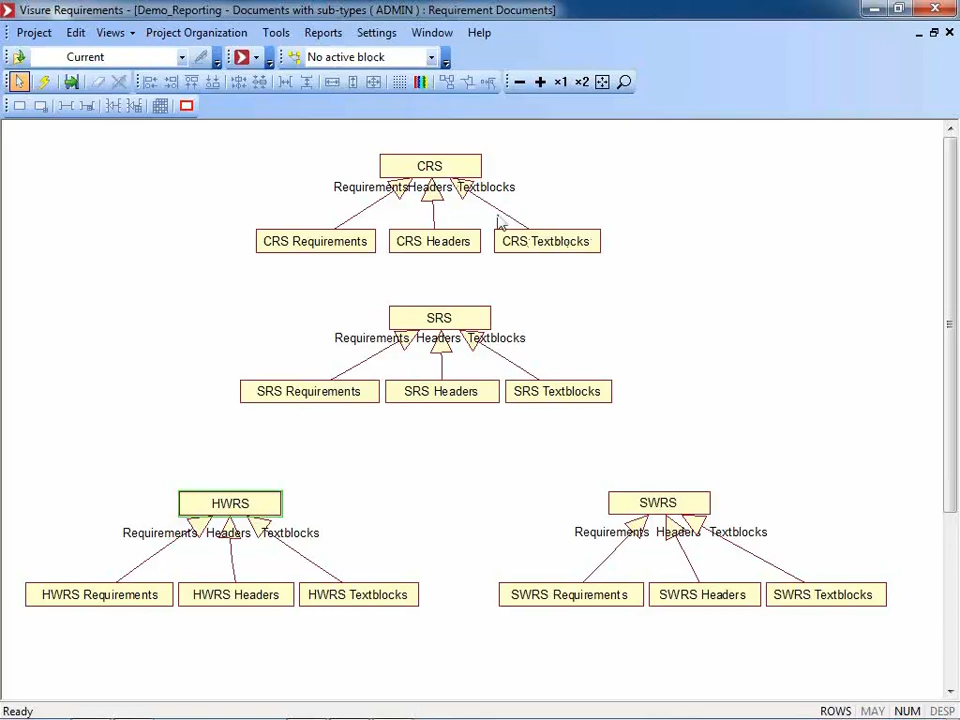 Visure Requirements - [Demo_Reporting - Documents with sub-types ( ADMIN ) : Requirement Documents]
Project Edit Views Project Organization Tools Reports Settings Window Help
Current No active block
×1 ×2
CRS
Requirements Headers Textblocks
CRS Requirements CRS Headers CRS Textblocks
SRS
Requirements Headers Textblocks
SRS Requirements SRS Headers SRS Textblocks
HWRS SWRS
Requirements Headers Textblocks Requirements Headers Textblocks
HWRS Requirements HWRS Headers HWRS Textblocks SWRS Requirements SWRS Headers SWRS Textblocks
Ready ROWS MAY NUM DESP